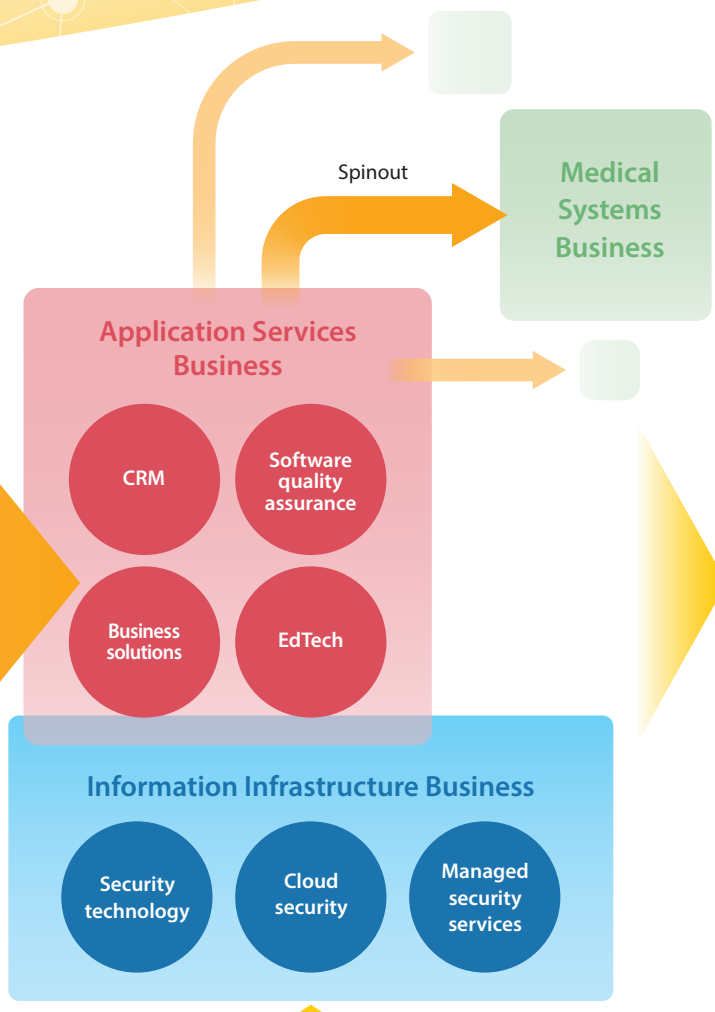 Spinout
Medical
Systems
Business
Application Services
Business
CRM
Software
quality
assurance
Business
solutions
EdTech
Information Infrastructure Business
Security
technology
Cloud
security
Managed
security
services